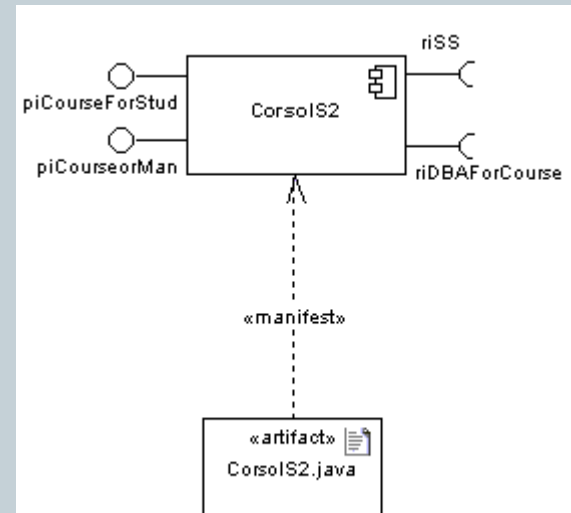 riSS
piCourseForStud
CorsoIS2
piCourseorMan
riDBAForCourse
«manifest»
«artifact»
CorsoIS2.java